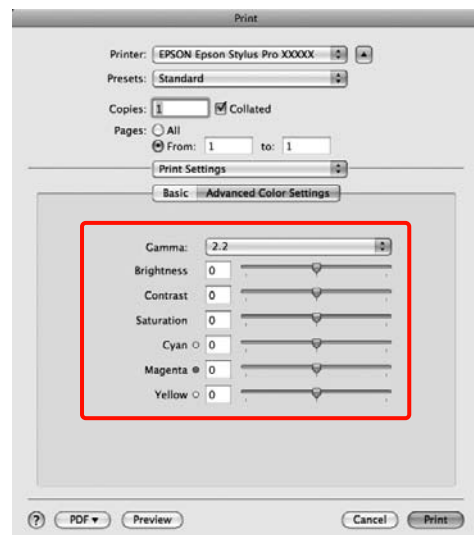 Print
Printer: EPSON Epson Stylus Pro XXXXX
Presets: Standard
Copies: 1 Collated
Pages: All
From: 1 to: 1
Print Settings
Basic Advanced Color Settings
Gamma: 2.2
Brightness 0
Contrast 0
Saturation 0
Cyan 0
Magenta 0
Yellow 0
? PDF Preview Cancel Print